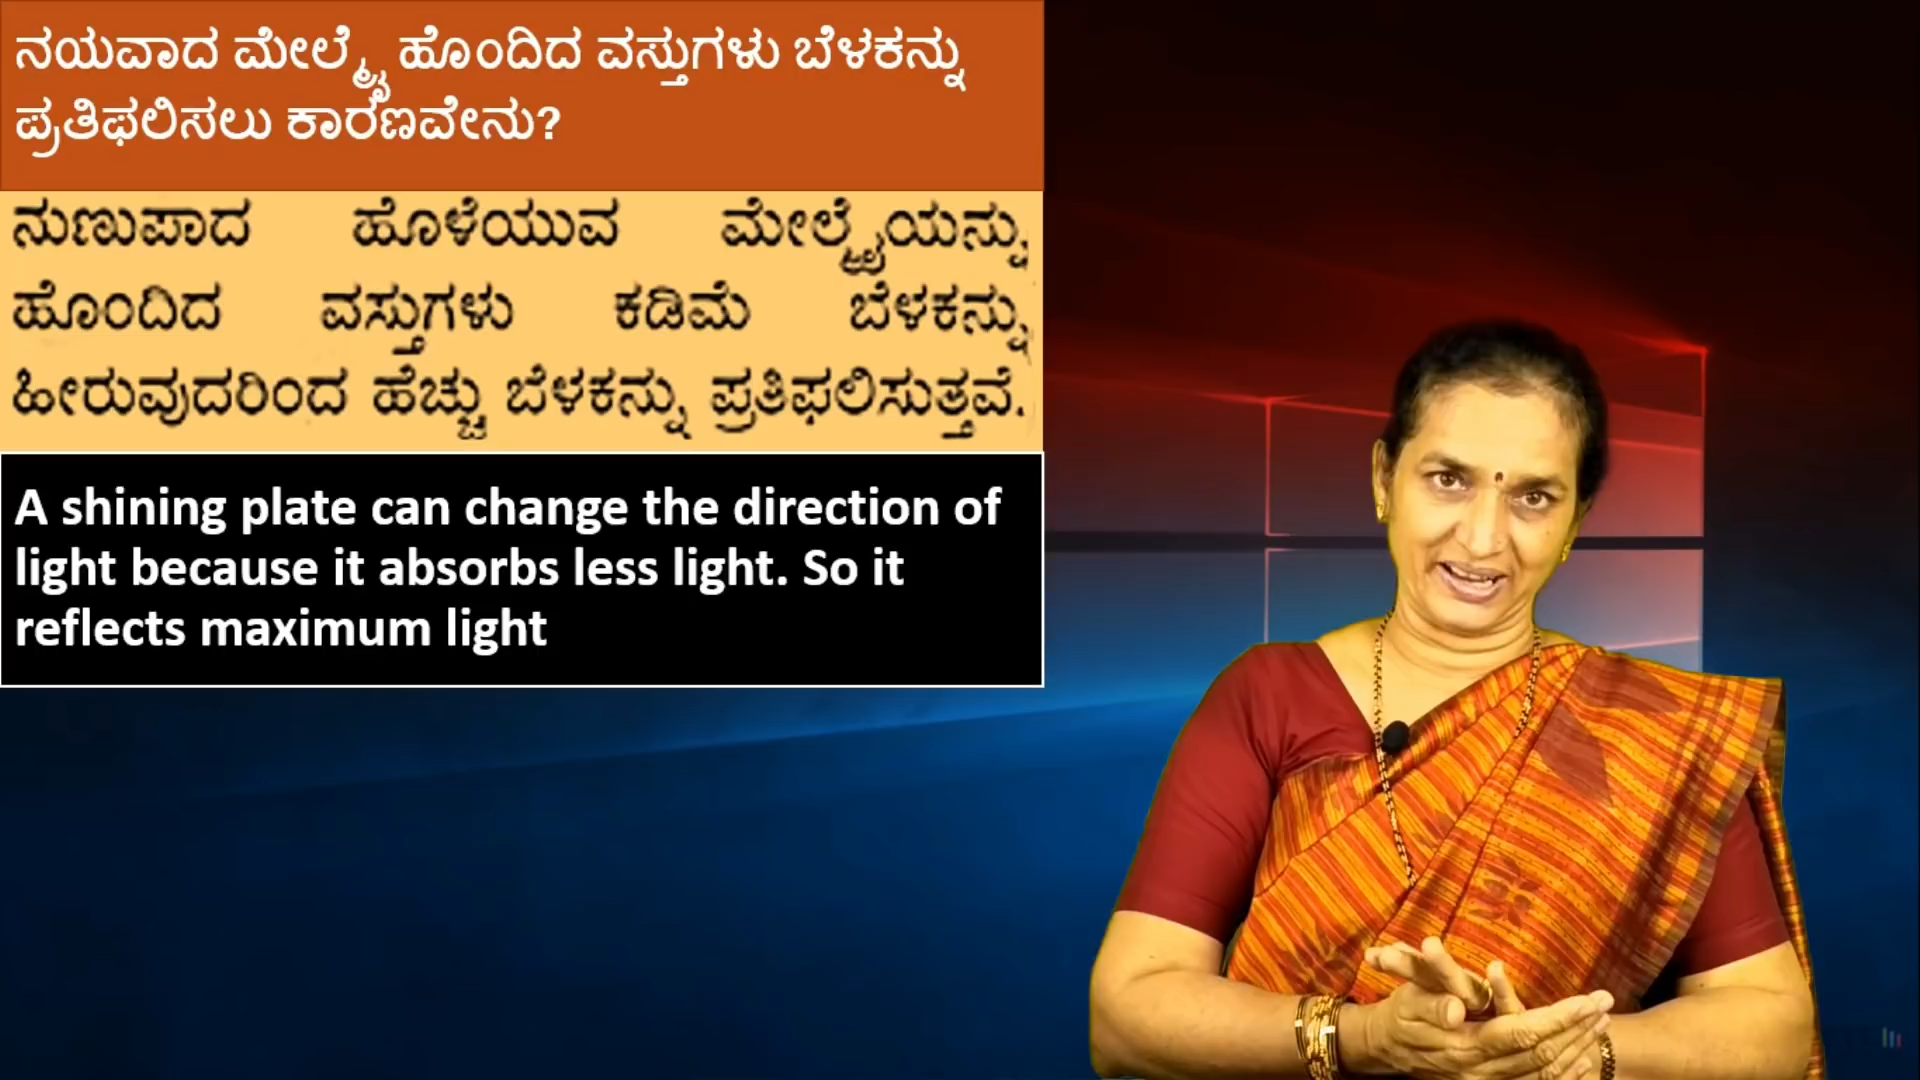 ನಯವಾದ ಮೇಲ್ಮೈ ಹೊಂದಿದ ವಸ್ತುಗಳು ಬೆಳಕನ್ನು
ಪ್ರತಿಫಲಿಸಲು ಕಾರಣವೇನು?
ನುಣುಪಾದ ಹೊಳೆಯುವ ಮೇಲ್ಮೈಯನ್ನು
ಹೊಂದಿದ ವಸ್ತುಗಳು ಕಡಿಮೆ ಬೆಳಕನ್ನು
ಹೀರುವುದರಿಂದ ಹೆಚ್ಚು ಬೆಳಕನ್ನು ಪ್ರತಿಫಲಿಸುತ್ತವೆ.
A shining plate can change the direction of
light because it absorbs less light. So it
reflects maximum light